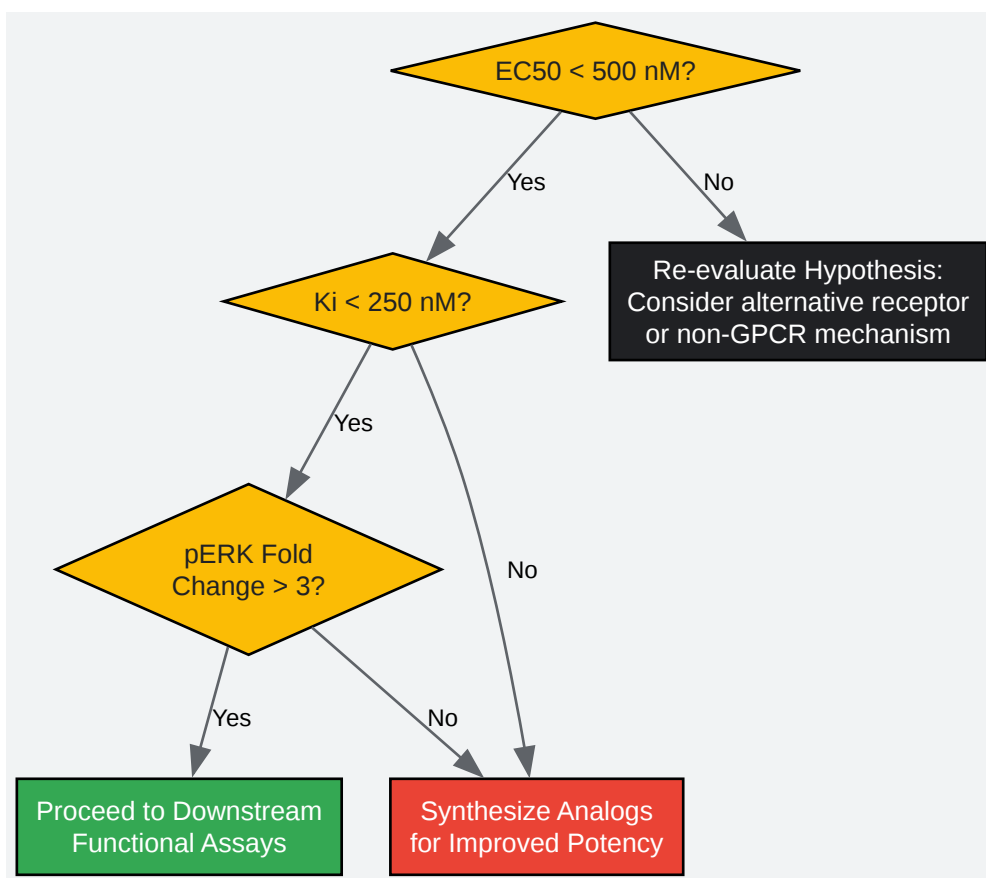 EC50 < 500 nM?
Yes
No
Ki < 250 nM?
Re-evaluate Hypothesis:
Consider alternative receptor
or non-GPCR mechanism
Yes
No
pERK Fold
Change > 3?
Yes
No
Proceed to Downstream
Functional Assays
Synthesize Analogs
for Improved Potency